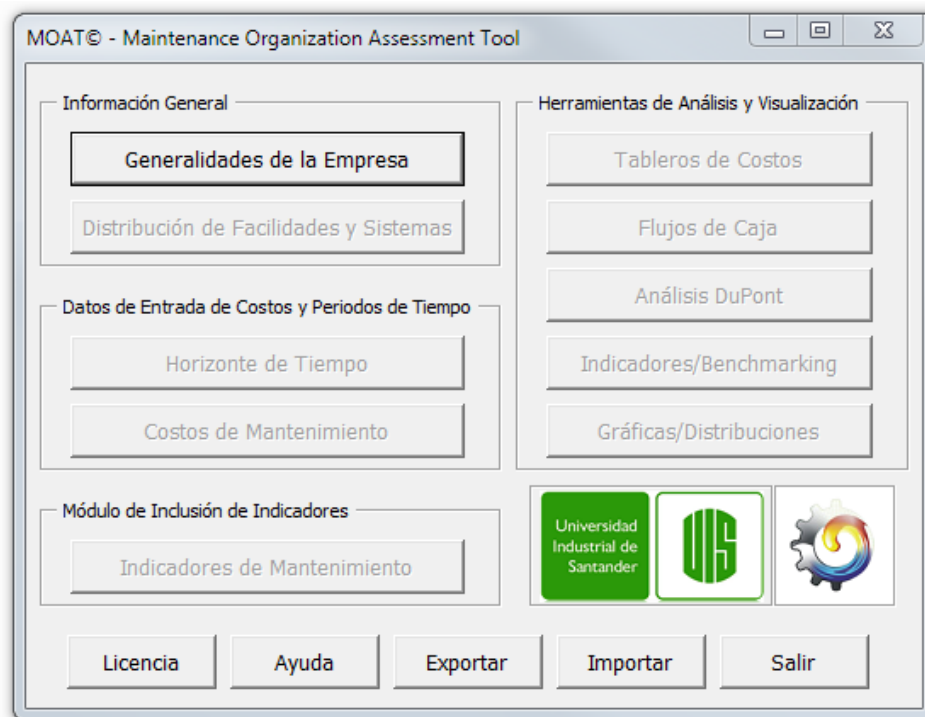 MOAT© - Maintenance Organization Assessment Tool
Información General
Generalidades de la Empresa
Distribución de Facilidades y Sistemas
Datos de Entrada de Costos y Periodos de Tiempo
Horizonte de Tiempo
Costos de Mantenimiento
Módulo de Inclusión de Indicadores
Indicadores de Mantenimiento
Herramientas de Análisis y Visualización
Tableros de Costos
Flujos de Caja
Análisis DuPont
Indicadores/Benchmarking
Gráficas/Distribuciones
Universidad
Industrial de
Santander
UIS
Licencia
Ayuda
Exportar
Importar
Salir